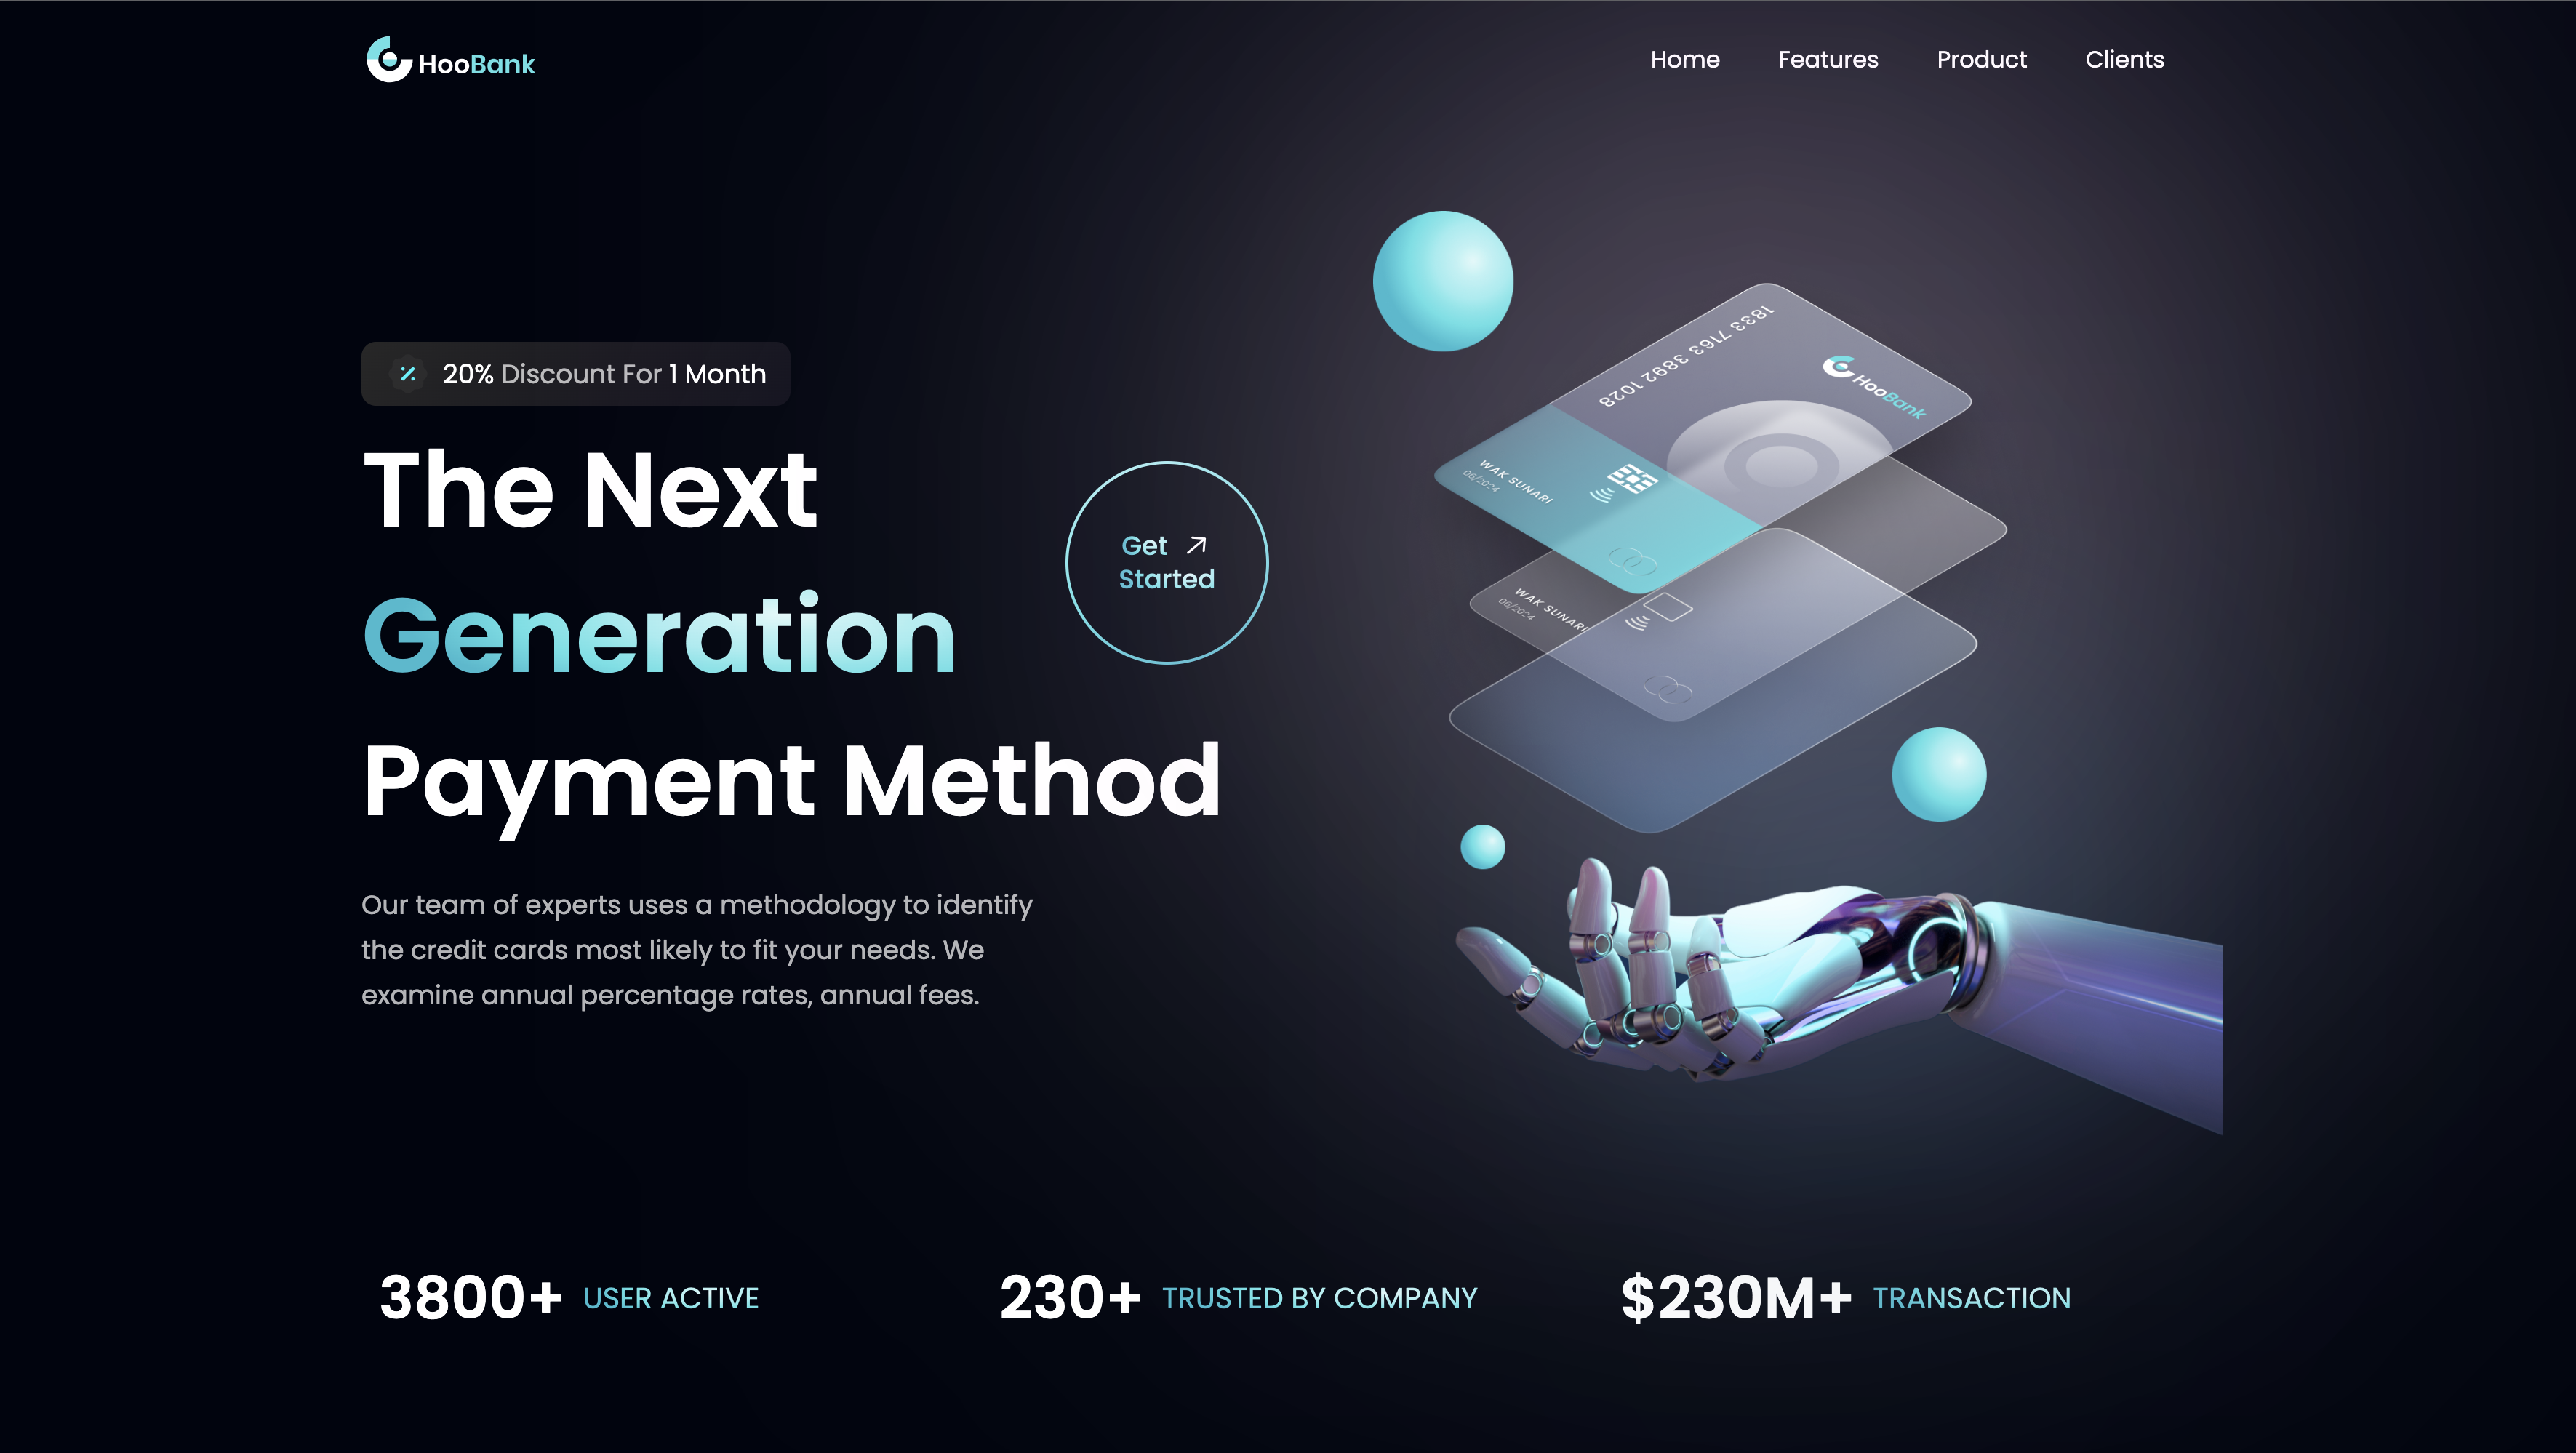 HooBank
Home
Features
Product
Clients
20% Discount For 1 Month
The Next
Generation
Payment Method
Get
Started
Our team of experts uses a methodology to identify
the credit cards most likely to fit your needs. We
examine annual percentage rates, annual fees.
1833 7163 3892 1028
HooBank
WAK SUNARI
06/2024
WAK SUNARI
06/2024
3800+ USER ACTIVE
230+ TRUSTED BY COMPANY
$230M+ TRANSACTION